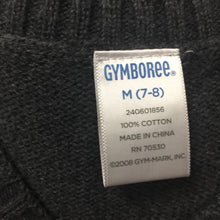 GYMBOREE®
M (7-8)
240601856
100% COTTON
MADE IN CHINA
RN 70530
©2008 GYM-MARK, INC.